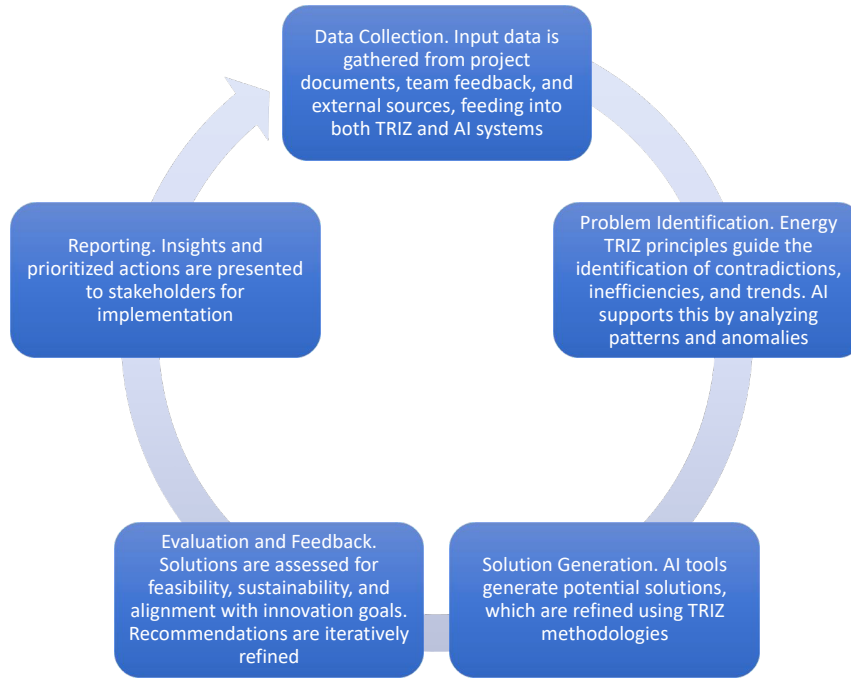 Data Collection. Input data is
gathered from project
documents, team feedback, and
external sources, feeding into
both TRIZ and AI systems
Problem Identification. Energy
TRIZ principles guide the
identification of contradictions,
inefficiencies, and trends. AI
supports this by analyzing
patterns and anomalies
Solution Generation. AI tools
generate potential solutions,
which are refined using TRIZ
methodologies
Evaluation and Feedback.
Solutions are assessed for
feasibility, sustainability, and
alignment with innovation goals.
Recommendations are iteratively
refined
Reporting. Insights and
prioritized actions are presented
to stakeholders for
implementation